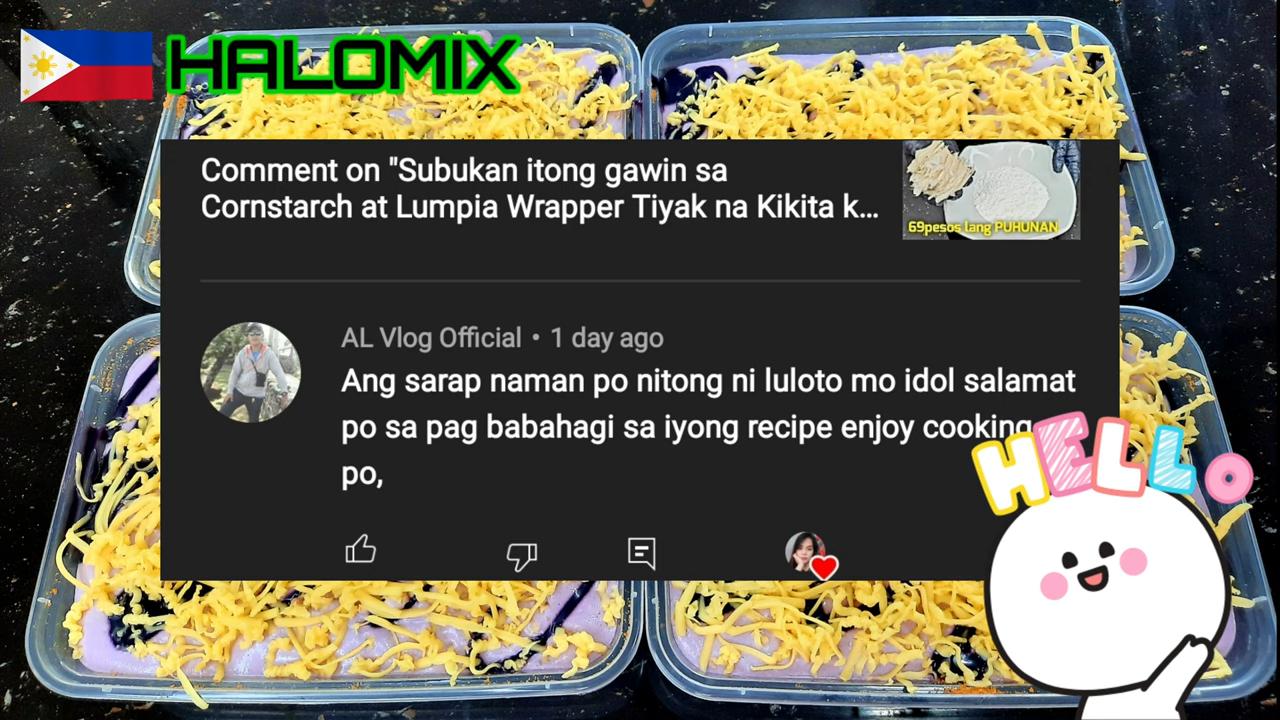 HALOMIX
Comment on "Subukan itong gawin sa
Cornstarch at Lumpia Wrapper Tiyak na Kikita k...
69pesos lang PUHUNAN
AL Vlog Official • 1 day ago
Ang sarap naman po nitong ni luloto mo idol salamat
po sa pag babahagi sa iyong recipe enjoy cooking
po,
HELLO